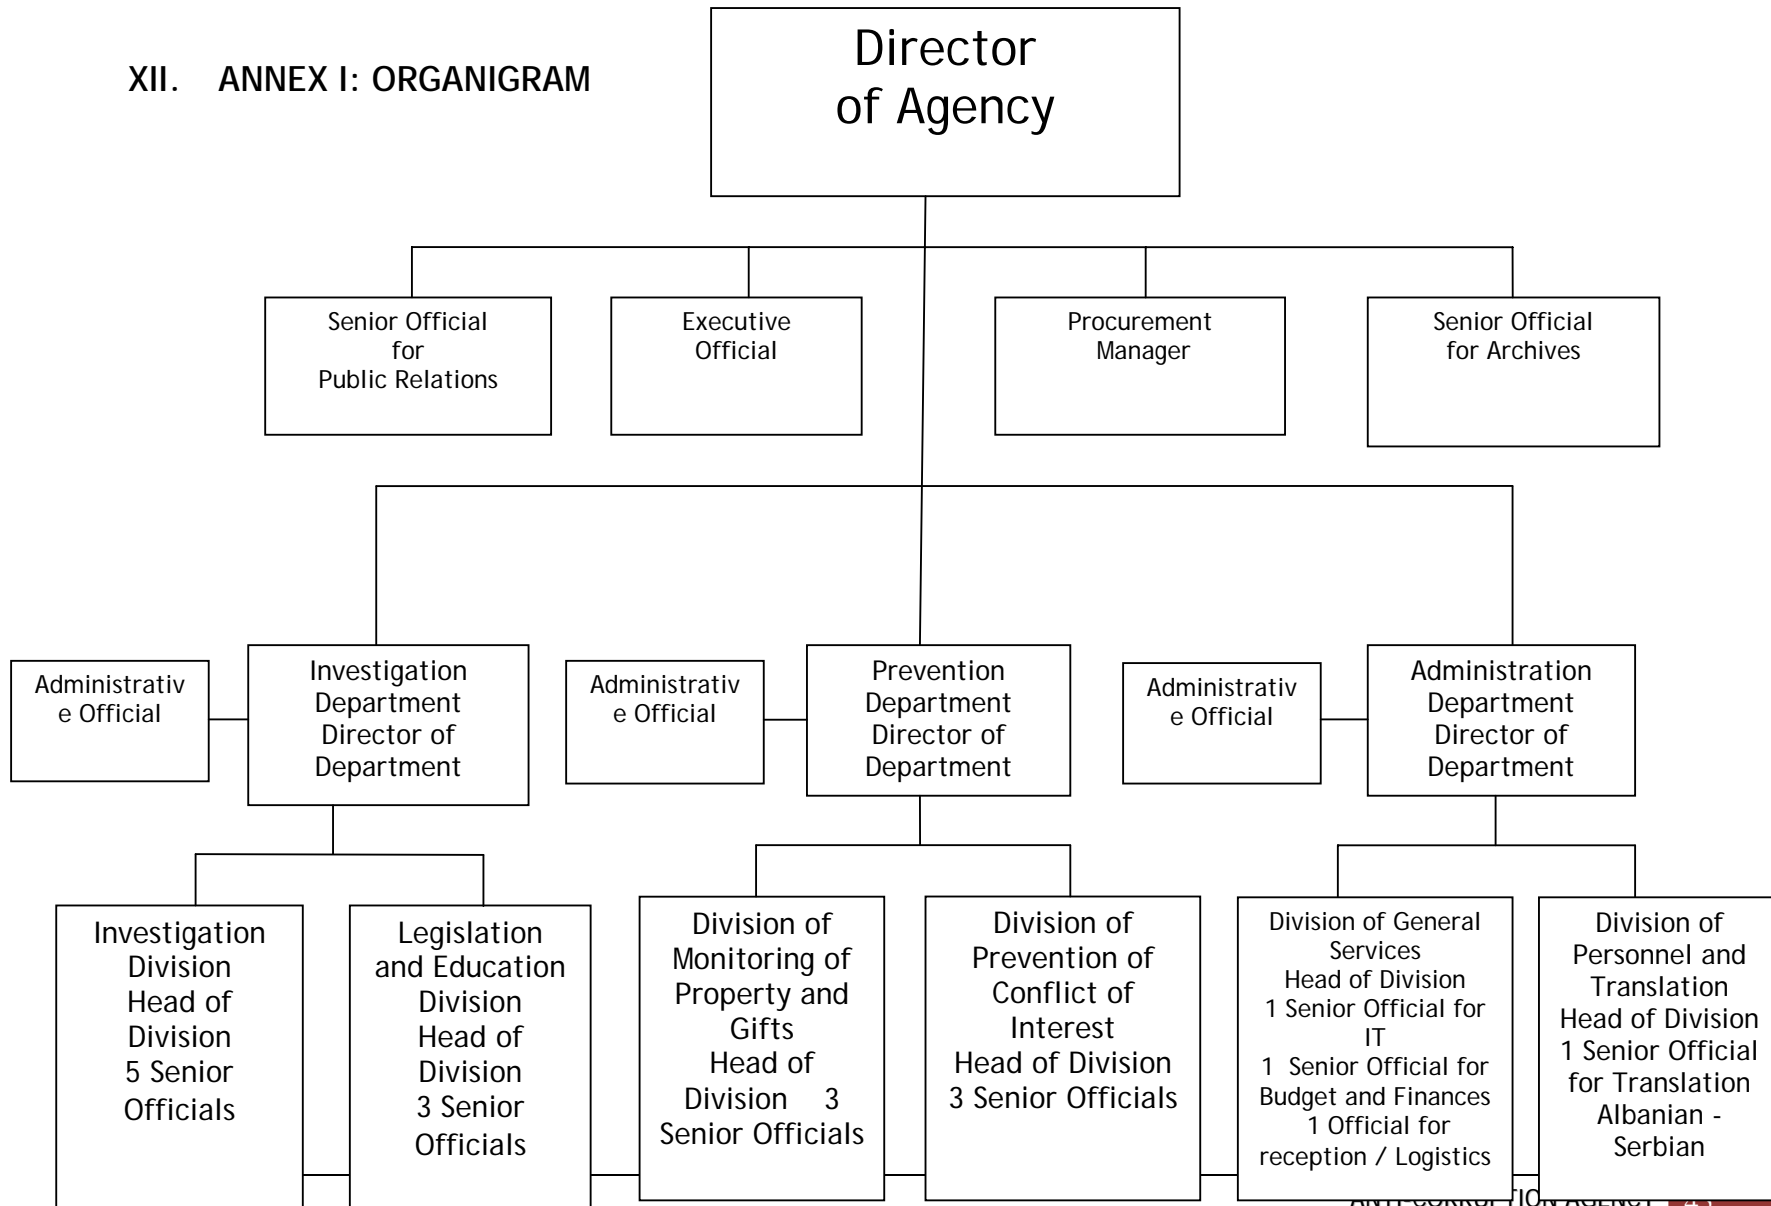 XII. ANNEX I: ORGANIGRAM
Director
of Agency
Senior Official
for
Public Relations
Executive
Official
Procurement
Manager
Senior Official
for Archives
Administrativ
e Official
Investigation
Department
Director of
Department
Administrativ
e Official
Prevention
Department
Director of
Department
Administrativ
e Official
Administration
Department
Director of
Department
Investigation
Division
Head of
Division
5 Senior
Officials
Legislation
and Education
Division
Head of
Division
3 Senior
Officials
Division of
Monitoring of
Property and
Gifts
Head of
Division 3
Senior Officials
Division of
Prevention of
Conflict of
Interest
Head of Division
3 Senior Officials
Division of General
Services
Head of Division
1 Senior Official for
IT
1 Senior Official for
Budget and Finances
1 Official for
reception / Logistics
Division of
Personnel and
Translation
Head of Division
1 Senior Official
for Translation
Albanian -
Serbian
ANTI-CORRUPTION AGENCY